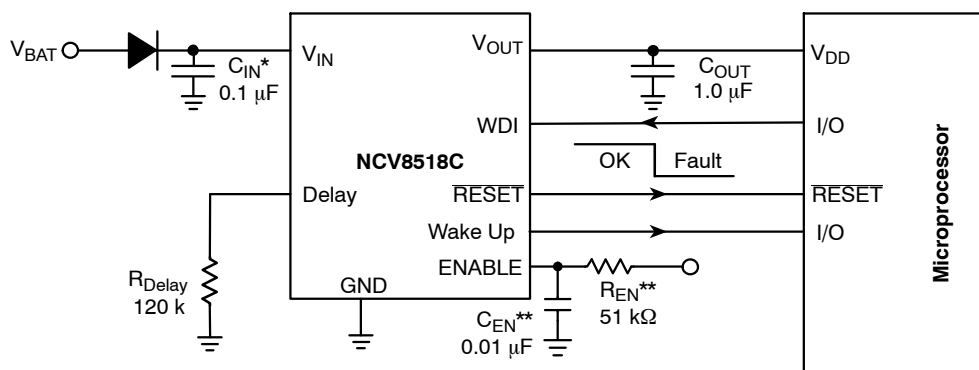 V_BAT
C_IN*
0.1 μF
V_IN
Delay
R_Delay
120 k
NCV8518C
GND
V_OUT
WDI
RESET
Wake Up
ENABLE
C_OUT
1.0 μF
OK Fault
C_EN**
0.01 μF
R_EN**
51 kΩ
V_DD
I/O
RESET
I/O
Microprocessor